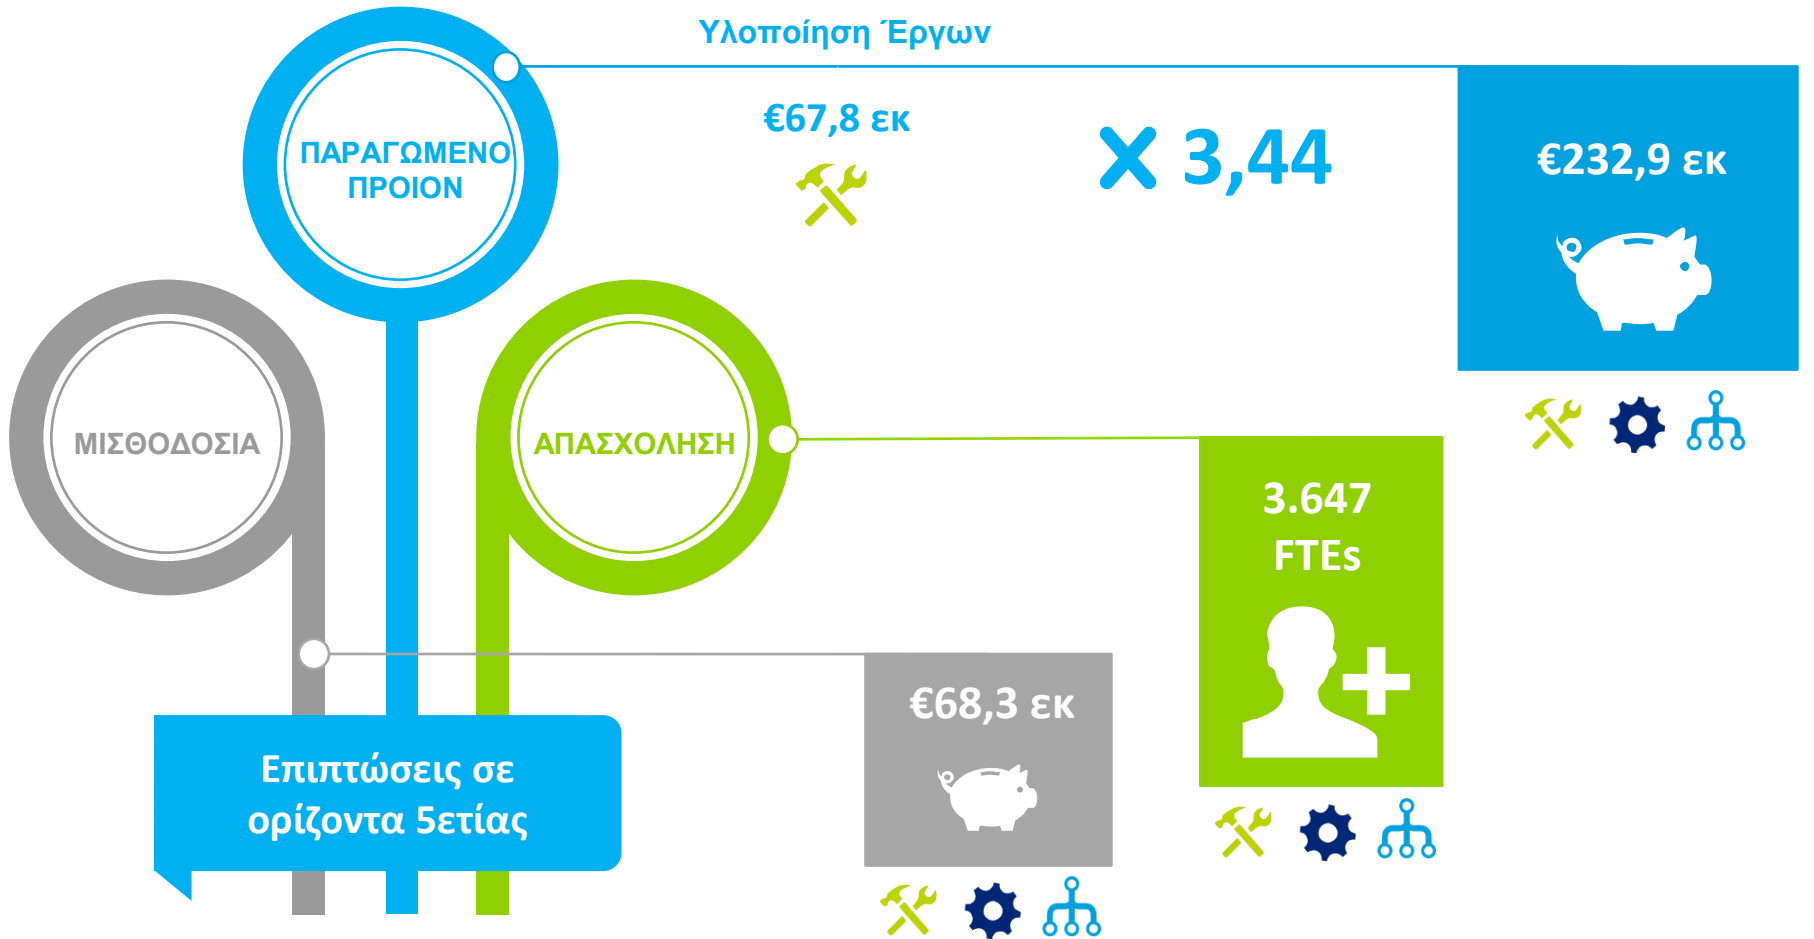 Υλοποίηση Έργων
€67,8 εκ
✕ 3,44
€232,9 εκ
ΠΑΡΑΓΩΜΕΝΟ
ΠΡΟΙΟΝ
ΜΙΣΘΟΔΟΣΙΑ
ΑΠΑΣΧΟΛΗΣΗ
3.647
FTEs
€68,3 εκ
Επιπτώσεις σε
ορίζοντα 5ετίας